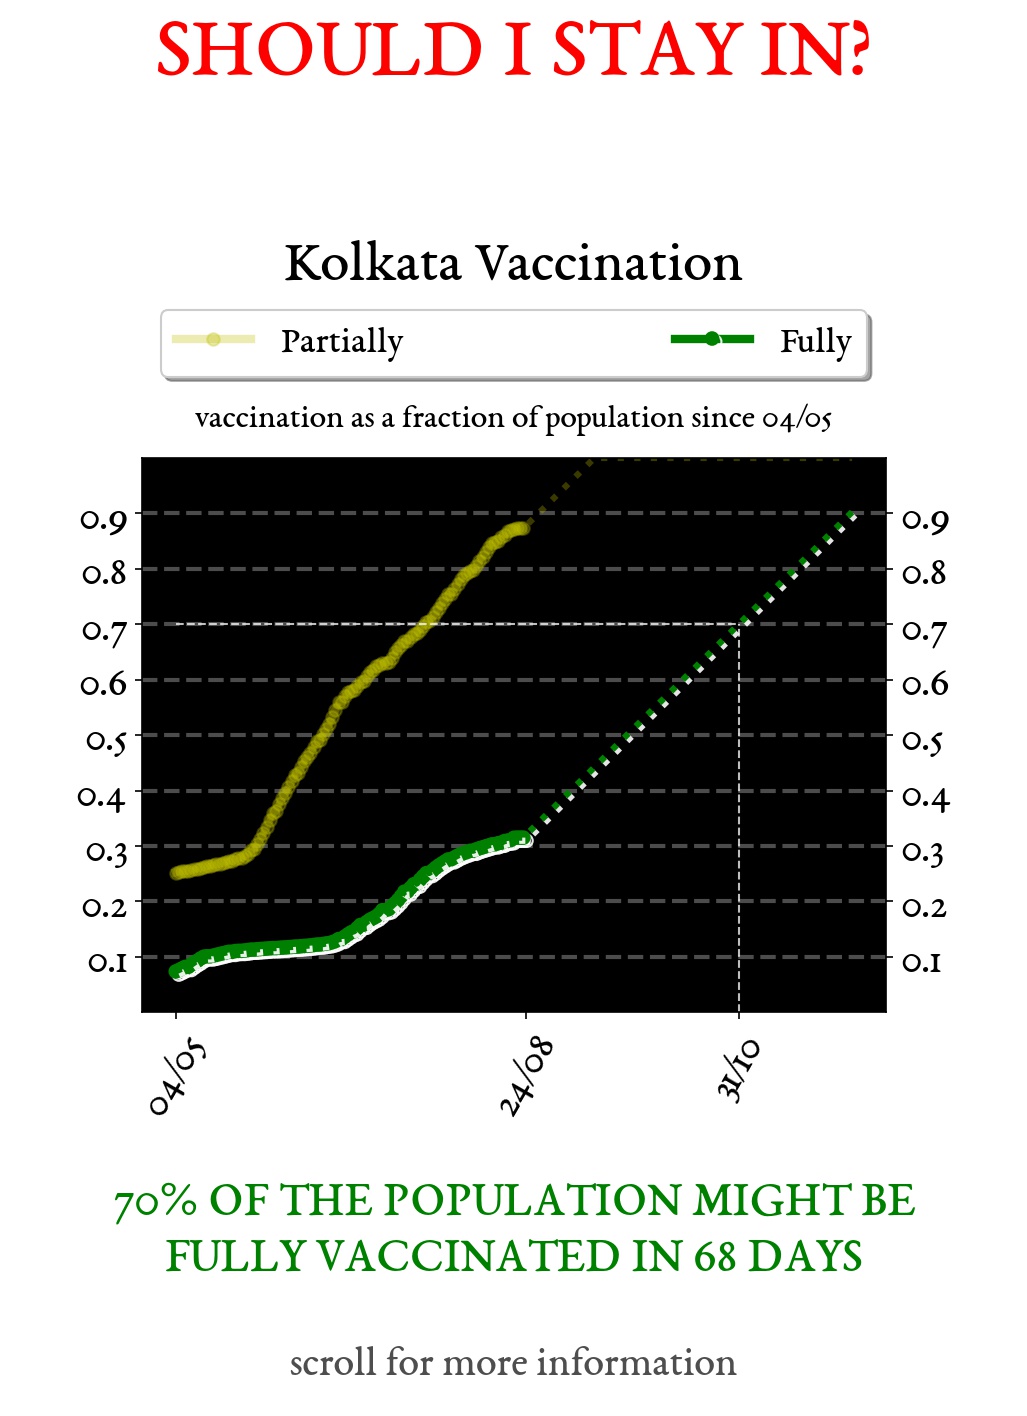 SHOULD I STAY IN?
Kolkata Vaccination
Partially Fully
vaccination as a fraction of population since 04/05
0.9 0.9
0.8 0.8
0.7 0.7
0.6 0.6
0.5 0.5
0.4 0.4
0.3 0.3
0.2 0.2
0.1 0.1
04/05 24/08 31/10
70% OF THE POPULATION MIGHT BE
FULLY VACCINATED IN 68 DAYS
scroll for more information